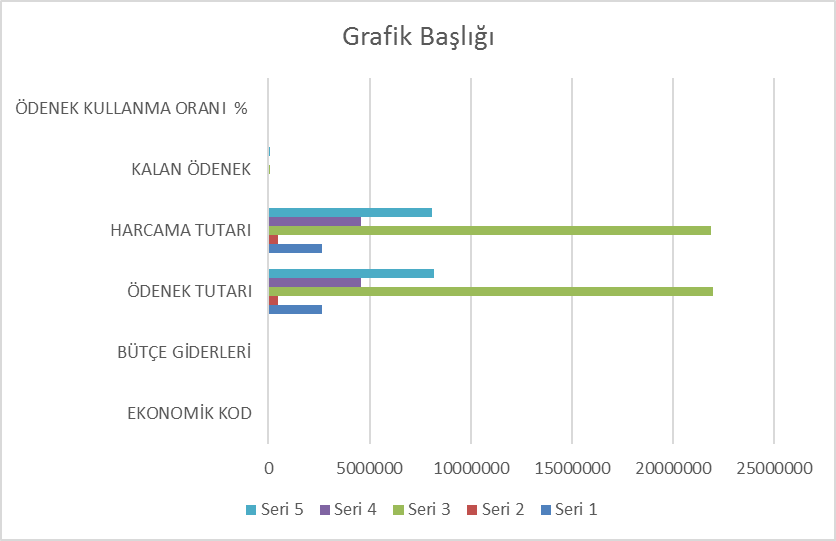 Grafik Başlığı
ÖDENEK KULLANMA ORANI %
KALAN ÖDENEK
HARCAMA TUTARI
ÖDENEK TUTARI
BÜTÇE GİDERLERİ
EKONOMİK KOD
0 5000000 10000000 15000000 20000000 25000000
Seri 5 Seri 4 Seri 3 Seri 2 Seri 1